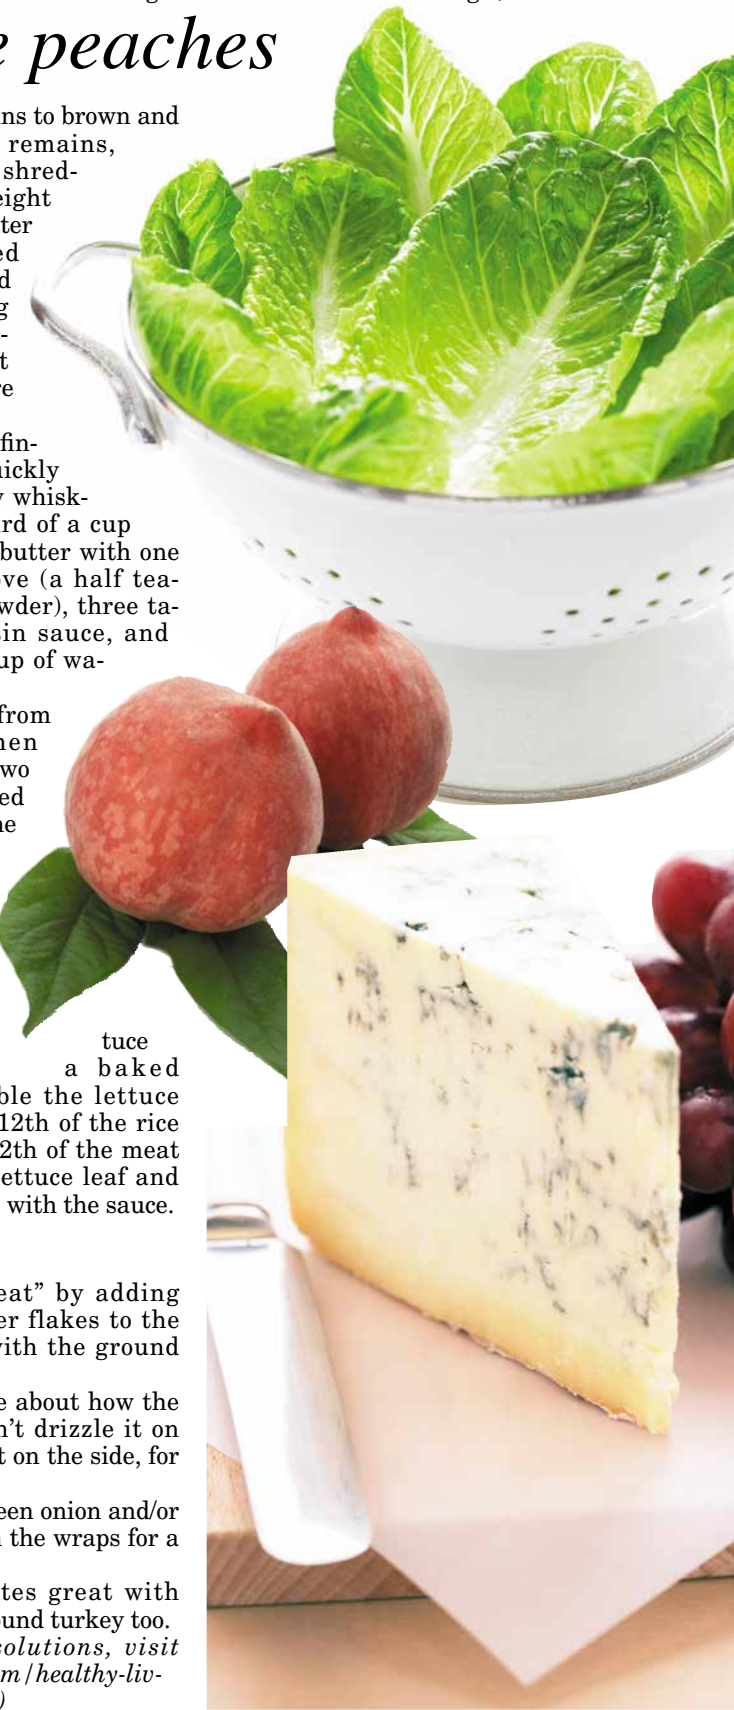 peaches
to brown and
remains,
shred-
eight
ter
ed
d
g
-
t
re
fin-
uickly
whisk-
rd of a cup
butter with one
ve (a half tea-
wder), three ta-
in sauce, and
up of wa-
from
hen
wo
ed
he
tuce
a baked
ble the lettuce
12th of the rice
2th of the meat
ettuce leaf and
with the sauce.
eat” by adding
er flakes to the
with the ground
e about how the
n’t drizzle it on
t on the side, for
een onion and/or
the wraps for a
tes great with
ound turkey too.
solutions, visit
m/healthy-liv-
)